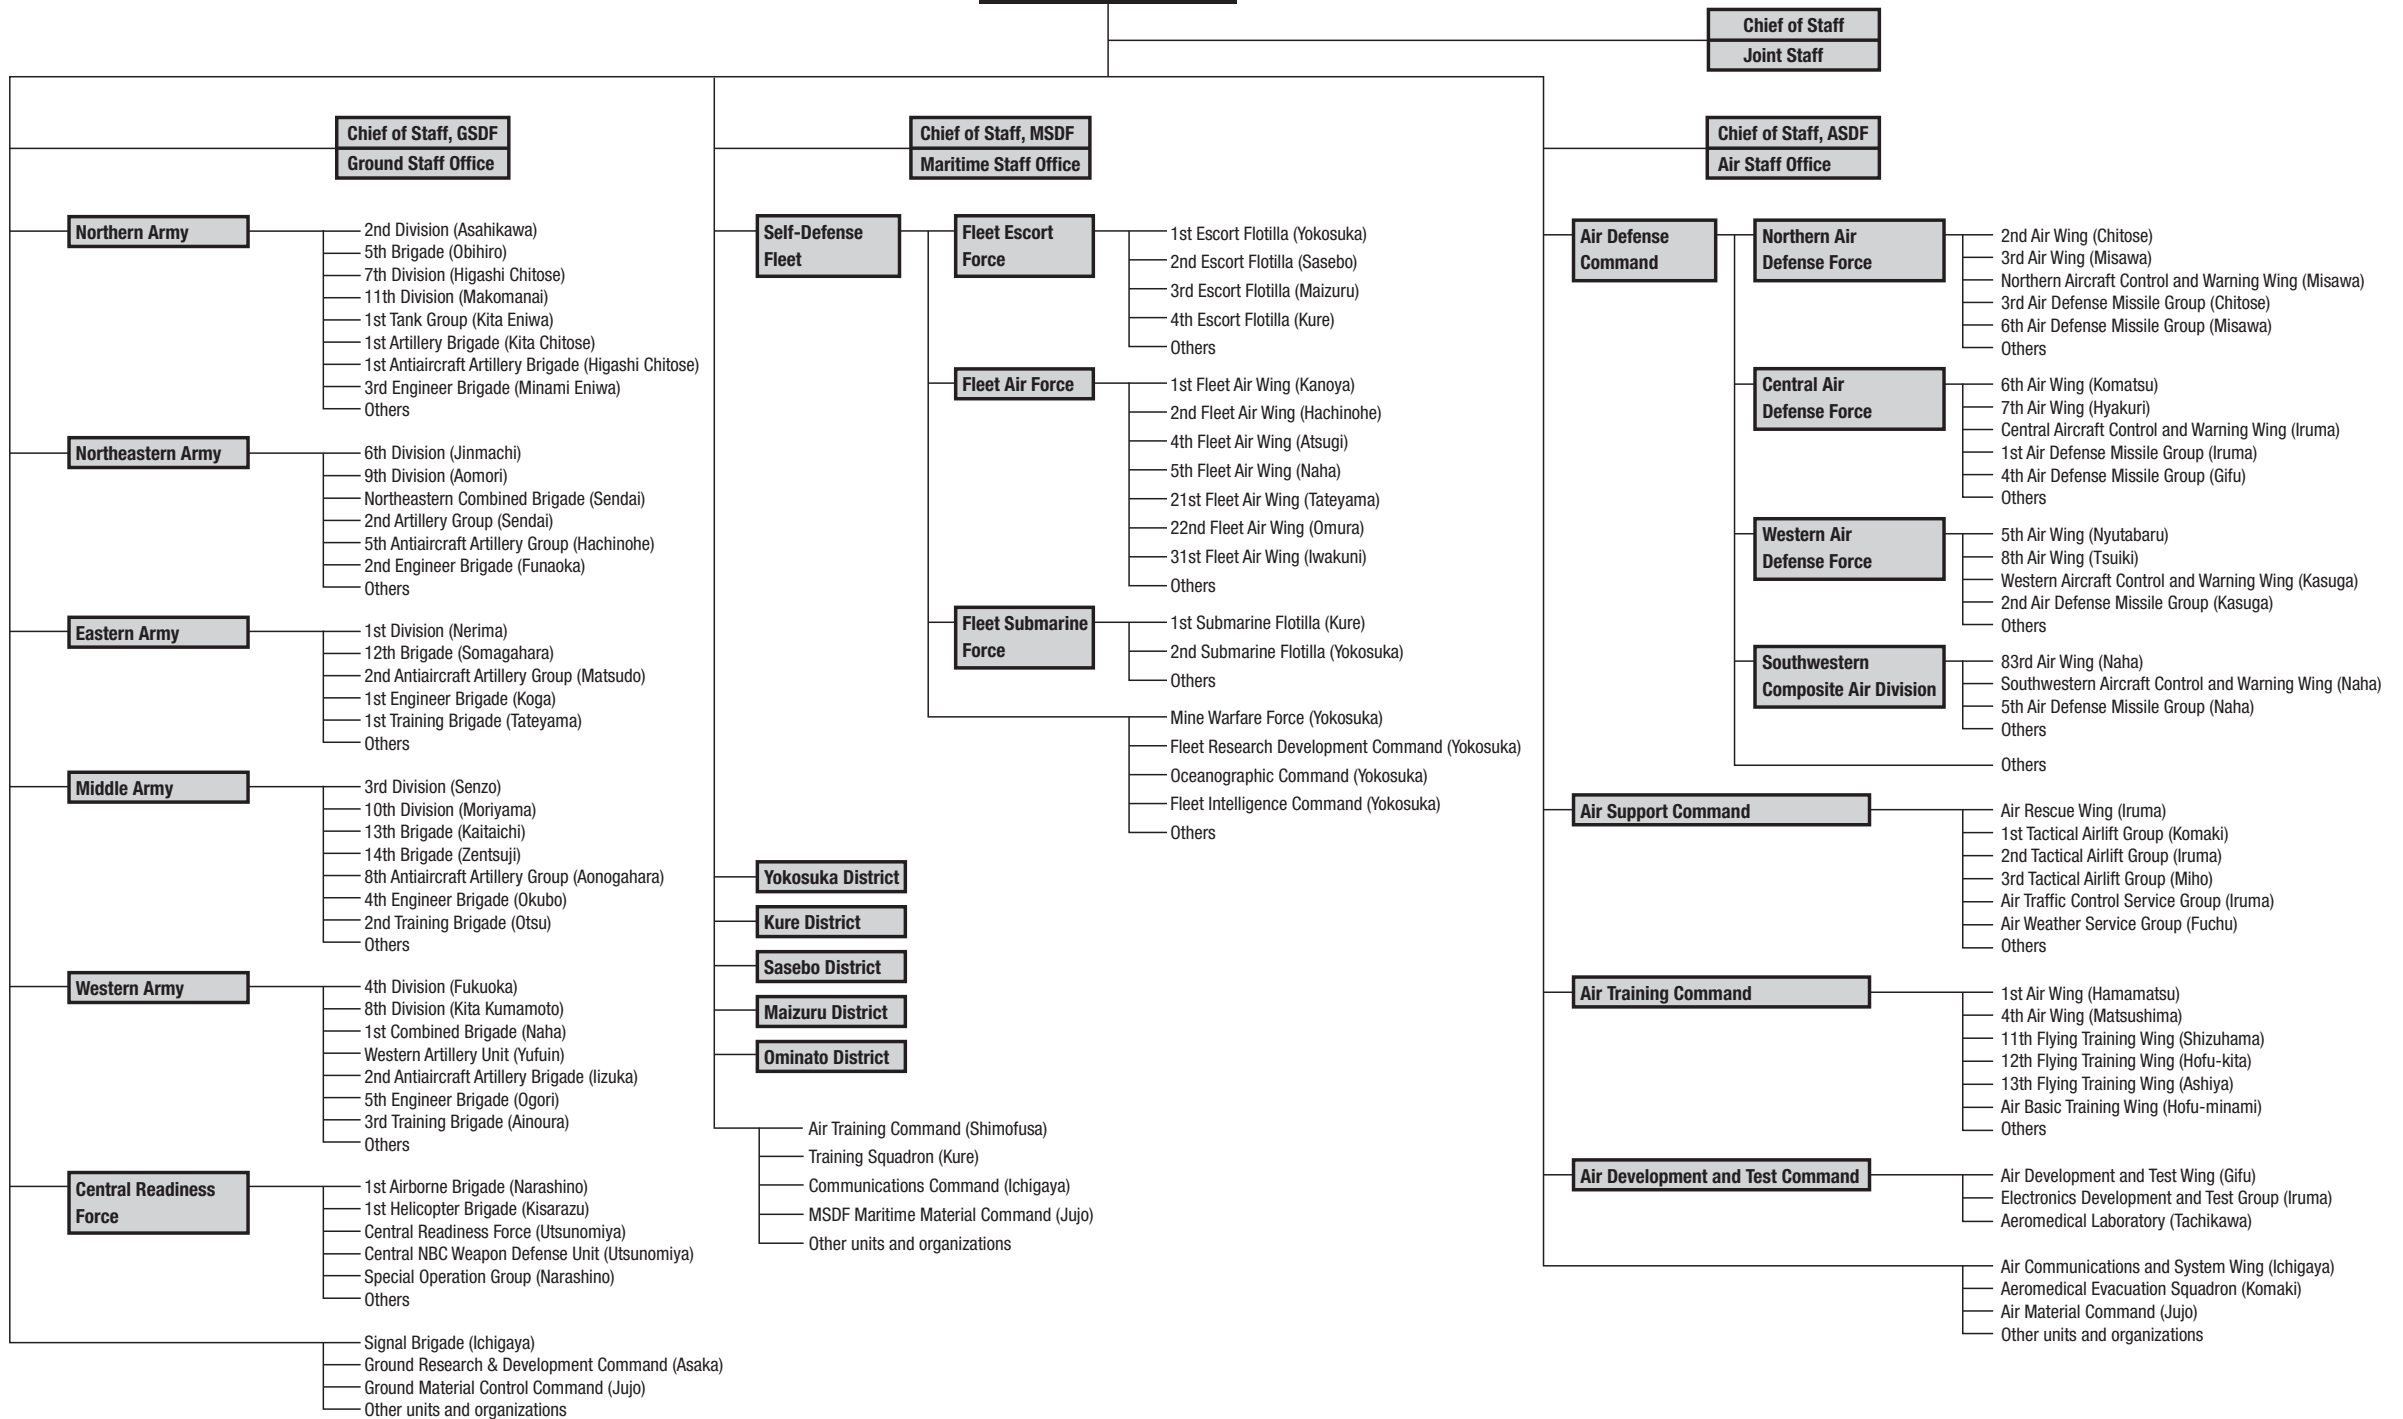 Chief of Staff
Joint Staff
Chief of Staff, GSDF
Ground Staff Office
Northern Army
2nd Division (Asahikawa)
5th Brigade (Obihiro)
7th Division (Higashi Chitose)
11th Division (Makomanai)
1st Tank Group (Kita Eniwa)
1st Artillery Brigade (Kita Chitose)
1st Antiaircraft Artillery Brigade (Higashi Chitose)
3rd Engineer Brigade (Minami Eniwa)
Others
Northeastern Army
6th Division (Jinmachi)
9th Division (Aomori)
Northeastern Combined Brigade (Sendai)
2nd Artillery Group (Sendai)
5th Antiaircraft Artillery Group (Hachinohe)
2nd Engineer Brigade (Funaoka)
Others
Eastern Army
1st Division (Nerima)
12th Brigade (Somagahara)
2nd Antiaircraft Artillery Group (Matsudo)
1st Engineer Brigade (Koga)
1st Training Brigade (Tateyama)
Others
Middle Army
3rd Division (Senzo)
10th Division (Moriyama)
13th Brigade (Kaitaichi)
14th Brigade (Zentsuji)
8th Antiaircraft Artillery Group (Aonogahara)
4th Engineer Brigade (Okubo)
2nd Training Brigade (Otsu)
Others
Western Army
4th Division (Fukuoka)
8th Division (Kita Kumamoto)
1st Combined Brigade (Naha)
Western Artillery Unit (Yufuin)
2nd Antiaircraft Artillery Brigade (Iizuka)
5th Engineer Brigade (Ogori)
3rd Training Brigade (Ainoura)
Others
Central Readiness
Force
1st Airborne Brigade (Narashino)
1st Helicopter Brigade (Kisarazu)
Central Readiness Force (Utsunomiya)
Central NBC Weapon Defense Unit (Utsunomiya)
Special Operation Group (Narashino)
Others
Signal Brigade (Ichigaya)
Ground Research & Development Command (Asaka)
Ground Material Control Command (Jujo)
Other units and organizations
Chief of Staff, MSDF
Maritime Staff Office
Self-Defense
Fleet
Fleet Escort
Force
1st Escort Flotilla (Yokosuka)
2nd Escort Flotilla (Sasebo)
3rd Escort Flotilla (Maizuru)
4th Escort Flotilla (Kure)
Others
Fleet Air Force
1st Fleet Air Wing (Kanoya)
2nd Fleet Air Wing (Hachinohe)
4th Fleet Air Wing (Atsugi)
5th Fleet Air Wing (Naha)
21st Fleet Air Wing (Tateyama)
22nd Fleet Air Wing (Omura)
31st Fleet Air Wing (Iwakuni)
Others
Fleet Submarine
Force
1st Submarine Flotilla (Kure)
2nd Submarine Flotilla (Yokosuka)
Others
Mine Warfare Force (Yokosuka)
Fleet Research Development Command (Yokosuka)
Oceanographic Command (Yokosuka)
Fleet Intelligence Command (Yokosuka)
Others
Yokosuka District
Kure District
Sasebo District
Maizuru District
Ominato District
Air Training Command (Shimofusa)
Training Squadron (Kure)
Communications Command (Ichigaya)
MSDF Maritime Material Command (Jujo)
Other units and organizations
Chief of Staff, ASDF
Air Staff Office
Air Defense
Command
Northern Air
Defense Force
2nd Air Wing (Chitose)
3rd Air Wing (Misawa)
Northern Aircraft Control and Warning Wing (Misawa)
3rd Air Defense Missile Group (Chitose)
6th Air Defense Missile Group (Misawa)
Others
Central Air
Defense Force
6th Air Wing (Komatsu)
7th Air Wing (Hyakuri)
Central Aircraft Control and Warning Wing (Iruma)
1st Air Defense Missile Group (Iruma)
4th Air Defense Missile Group (Gifu)
Others
Western Air
Defense Force
5th Air Wing (Nyutabaru)
8th Air Wing (Tsuiki)
Western Aircraft Control and Warning Wing (Kasuga)
2nd Air Defense Missile Group (Kasuga)
Others
Southwestern
Composite Air Division
83rd Air Wing (Naha)
Southwestern Aircraft Control and Warning Wing (Naha)
5th Air Defense Missile Group (Naha)
Others
Others
Air Support Command
Air Rescue Wing (Iruma)
1st Tactical Airlift Group (Komaki)
2nd Tactical Airlift Group (Iruma)
3rd Tactical Airlift Group (Miho)
Air Traffic Control Service Group (Iruma)
Air Weather Service Group (Fuchu)
Others
Air Training Command
1st Air Wing (Hamamatsu)
4th Air Wing (Matsushima)
11th Flying Training Wing (Shizuhama)
12th Flying Training Wing (Hofu-kita)
13th Flying Training Wing (Ashiya)
Air Basic Training Wing (Hofu-minami)
Others
Air Development and Test Command
Air Development and Test Wing (Gifu)
Electronics Development and Test Group (Iruma)
Aeromedical Laboratory (Tachikawa)
Air Communications and System Wing (Ichigaya)
Aeromedical Evacuation Squadron (Komaki)
Air Material Command (Jujo)
Other units and organizations